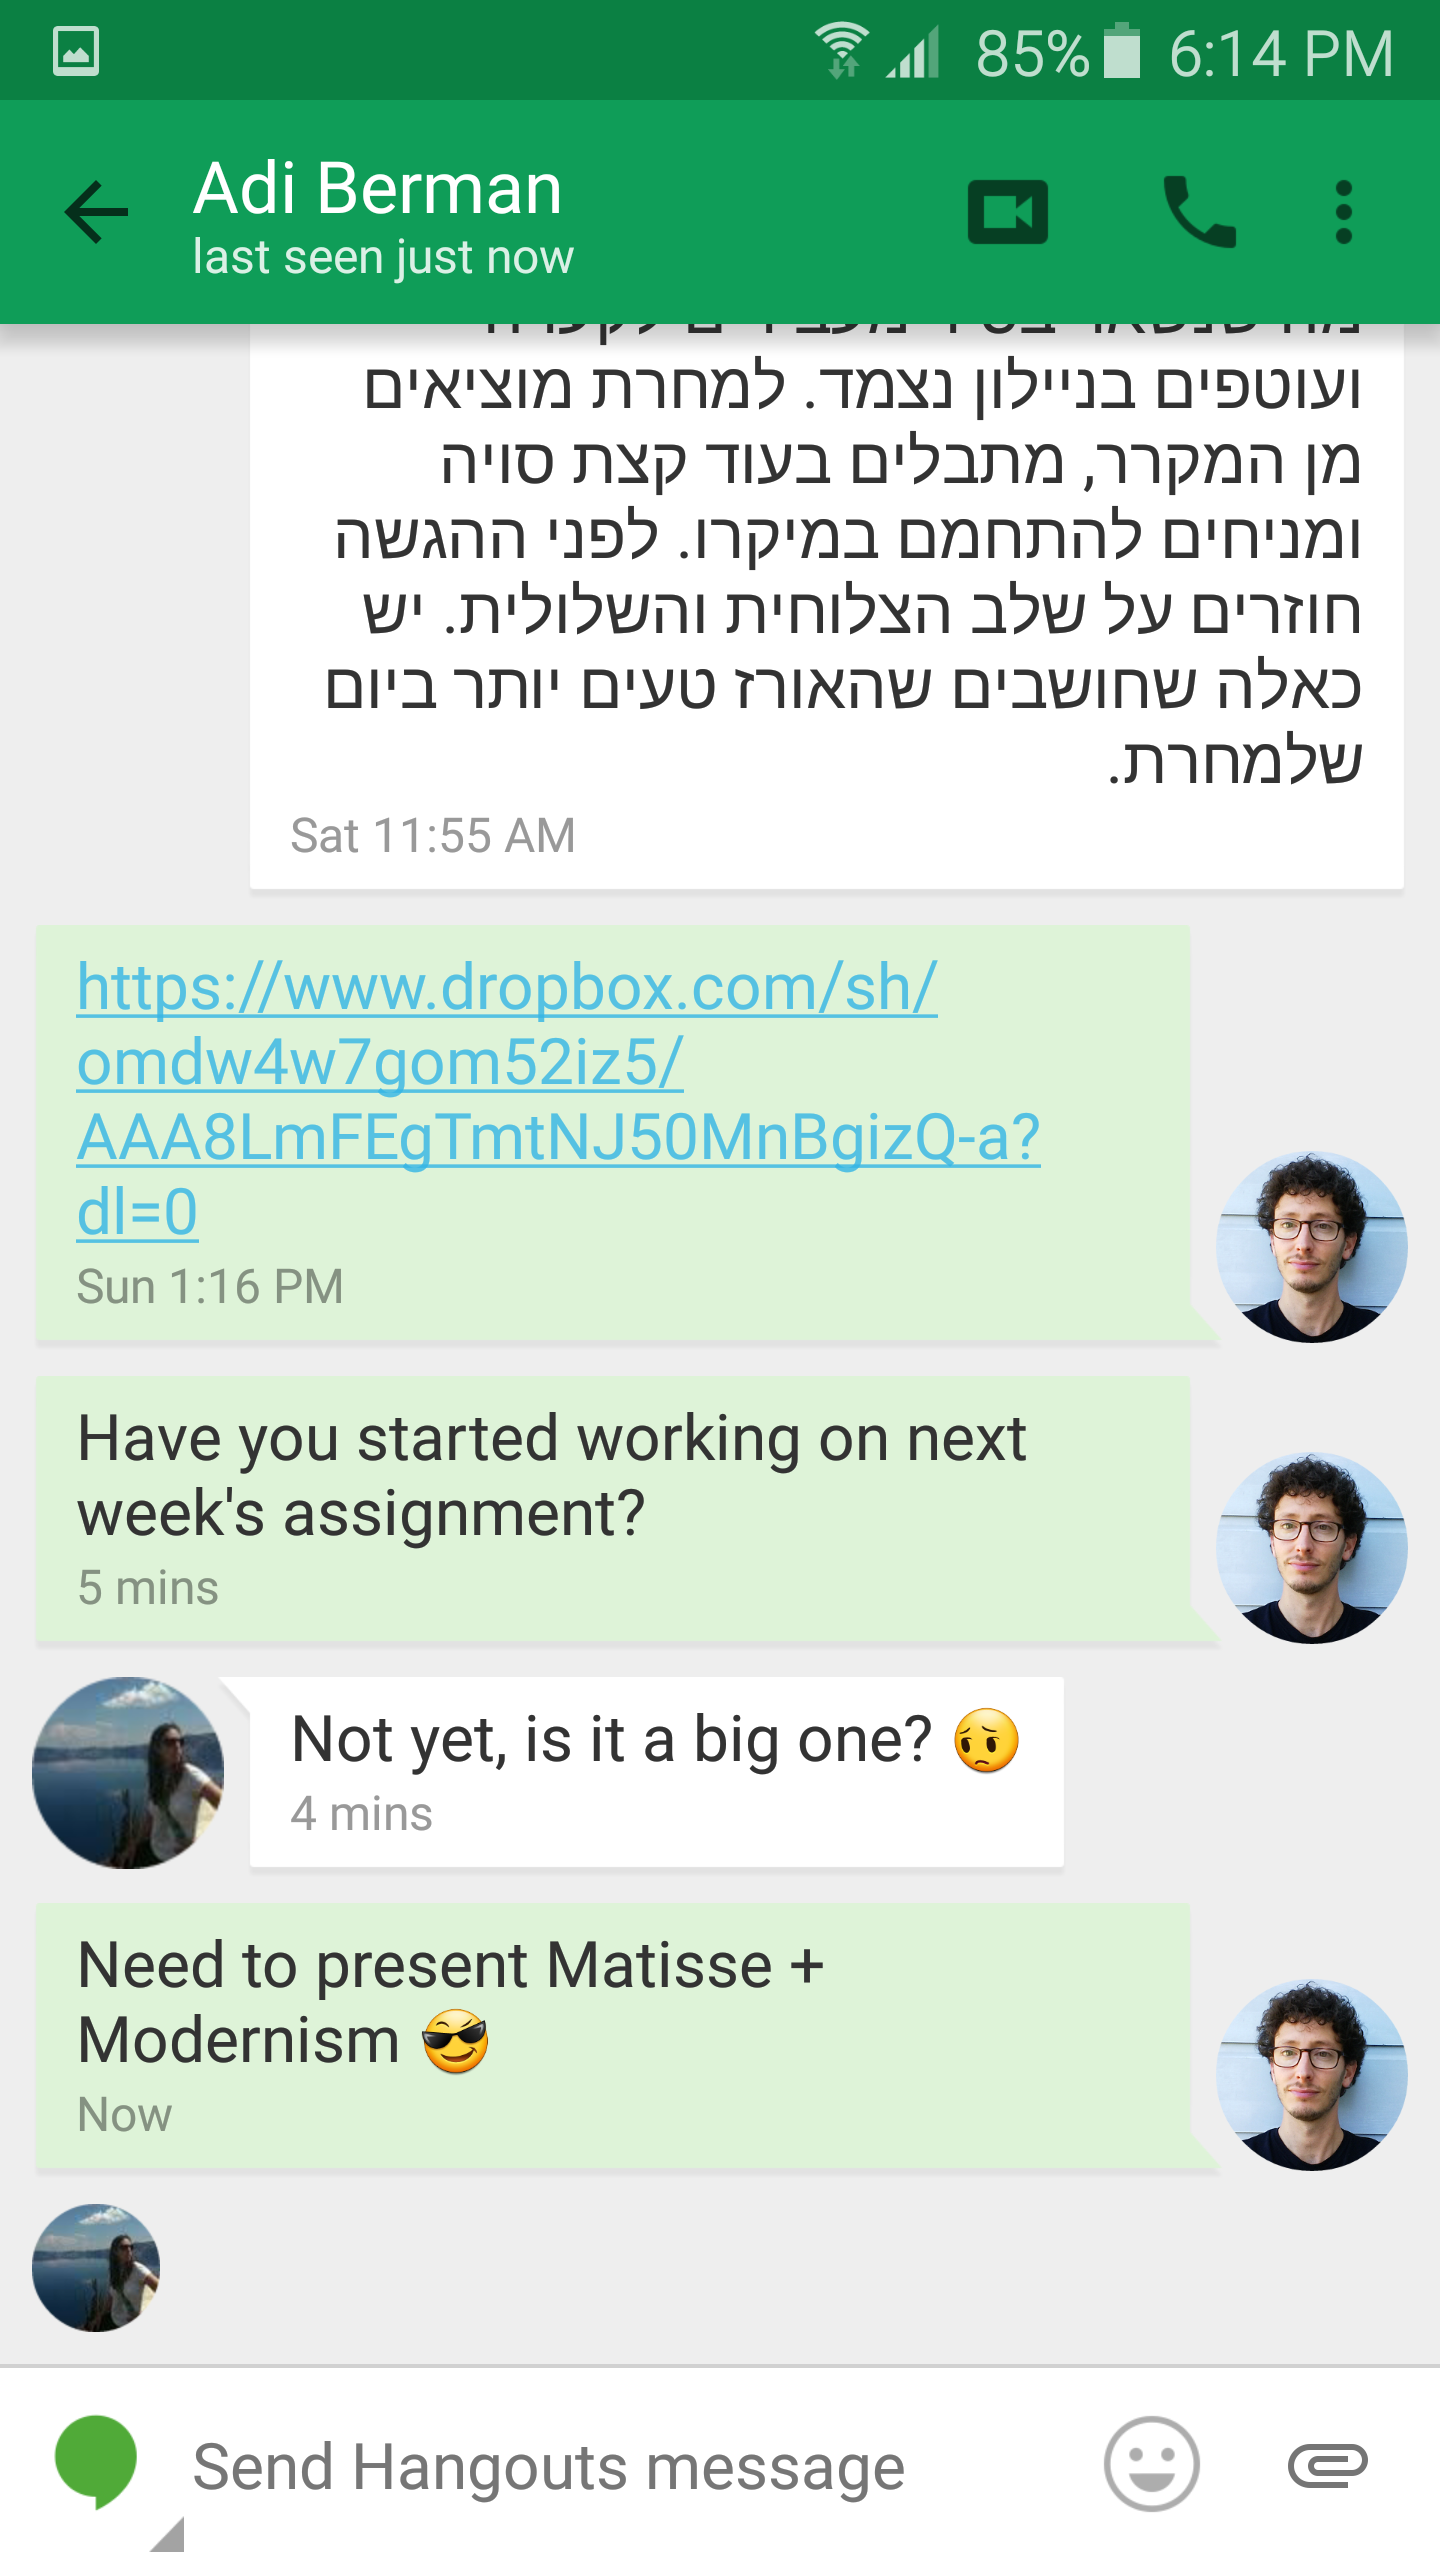 85% 6:14 PM
Adi Berman
last seen just now
ועוטפים בניילון נצמד. למחרת מוציאים
מן המקרר, מתבלים בעוד קצת סויה
ומניחים להתחמם במיקרו. לפני ההגשה
חוזרים על שלב הצלוחית והשלולית. יש
כאלה שחושבים שהאורז טעים יותר ביום
שלמחרת.
Sat 11:55 AM
https://www.dropbox.com/sh/
omdw4w7gom52iz5/
AAA8LmFEgTmtNJ50MnBgizQ-a?
dl=0
Sun 1:16 PM
Have you started working on next
week's assignment?
5 mins
Not yet, is it a big one? 😔
4 mins
Need to present Matisse +
Modernism 😎
Now
Send Hangouts message